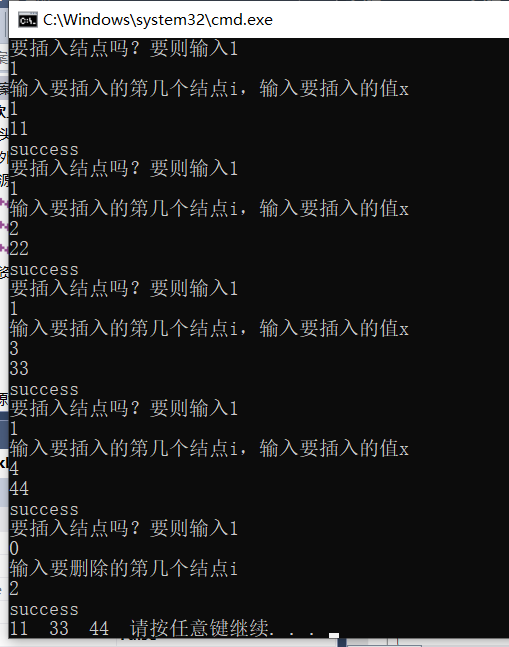 C:\Windows\system32\cmd.exe
要插入结点吗？要则输入1
1
输入要插入的第几个结点i，输入要插入的值x
1
11
success
要插入结点吗？要则输入1
1
输入要插入的第几个结点i，输入要插入的值x
2
22
success
要插入结点吗？要则输入1
1
输入要插入的第几个结点i，输入要插入的值x
3
33
success
要插入结点吗？要则输入1
1
输入要插入的第几个结点i，输入要插入的值x
4
44
success
要插入结点吗？要则输入1
0
输入要删除的第几个结点i
2
success
11  33  44  请按任意键继续. . .